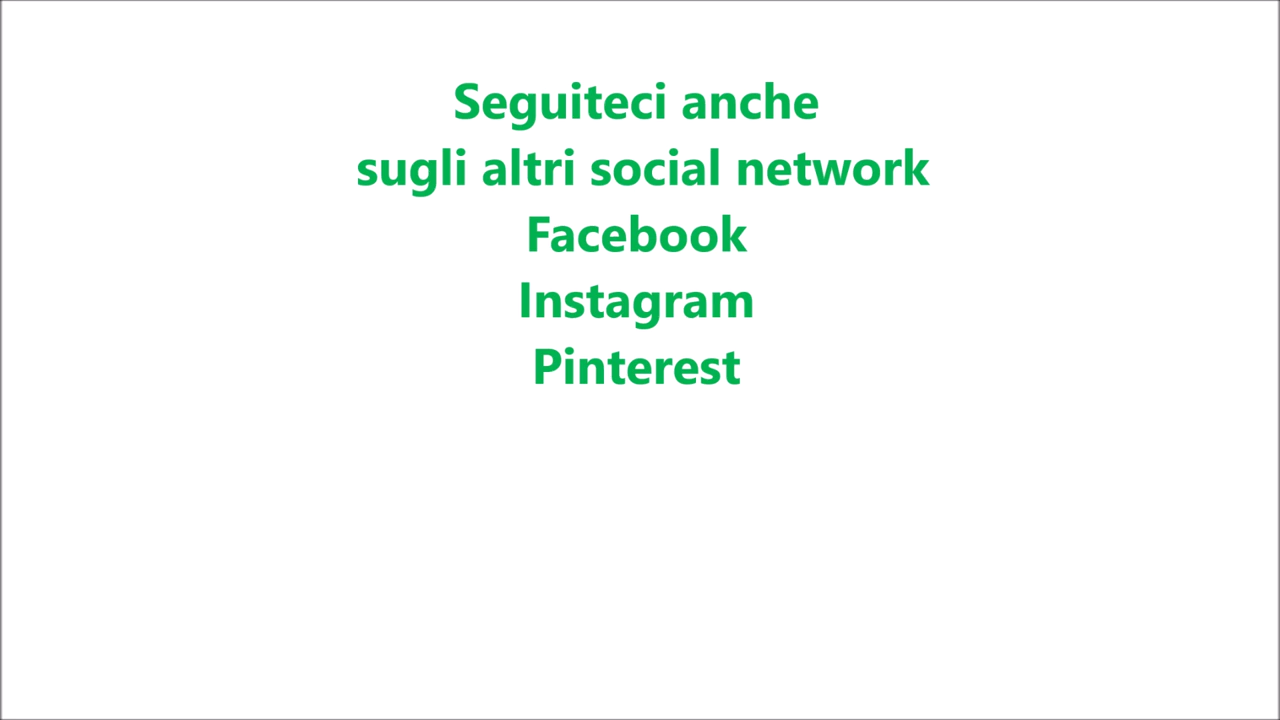 Seguiteci anche
sugli altri social network
Facebook
Instagram
Pinterest